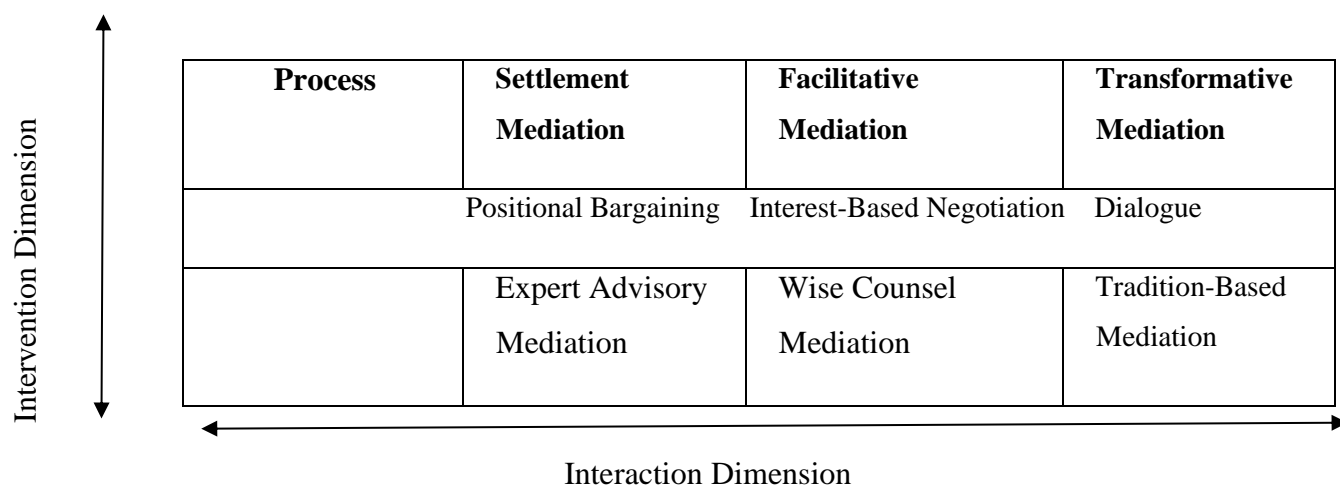 Intervention Dimension
Process
Settlement
Mediation
Facilitative
Mediation
Transformative
Mediation
Positional Bargaining
Interest-Based Negotiation
Dialogue
Expert Advisory
Mediation
Wise Counsel
Mediation
Tradition-Based
Mediation
Interaction Dimension